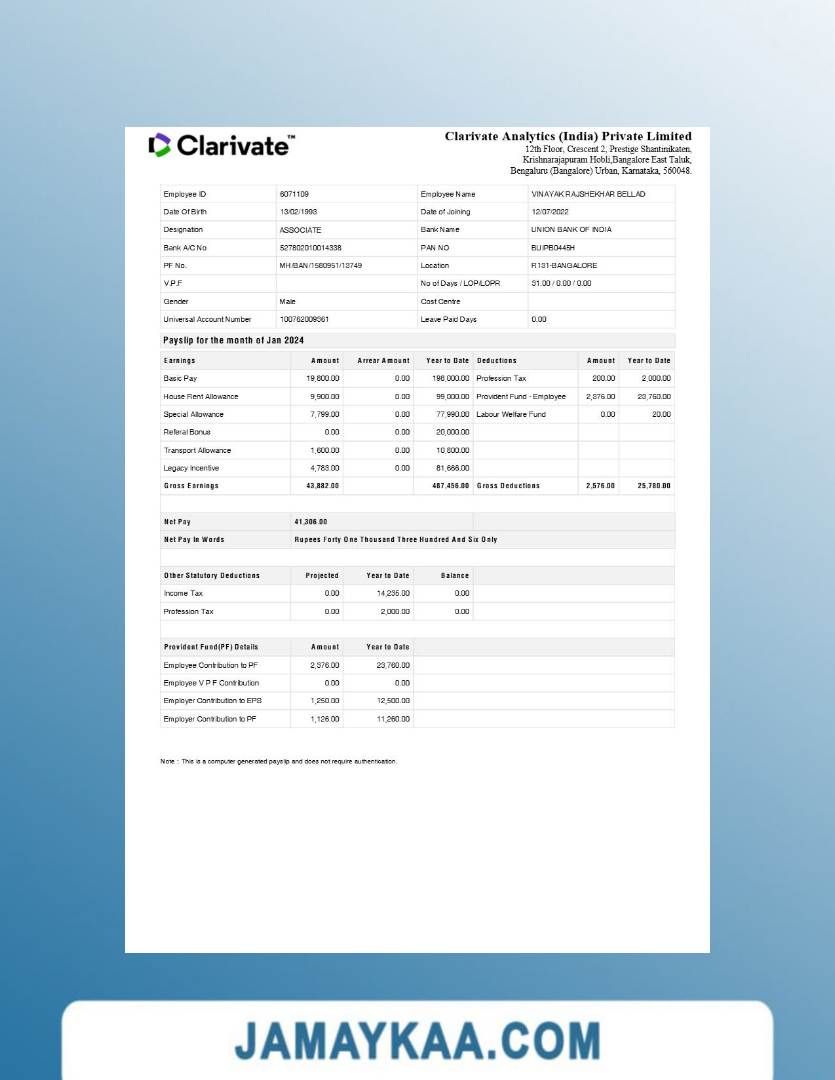 Clarivate™
Clarivate Analytics (India) Private Limited
12th Floor, Crescent 2, Prestige Shantinikaten,
Krishnarajapuram Hobli,Bangalore East Taluk,
Bengaluru (Bangalore) Urban, Karnataka, 560048.
Employee ID 6071109 Employee Name VINAYAK RAJSHEKHAR BELLAD
Date Of Birth 13/02/1993 Date of Joining 12/07/2022
Designation ASSOCIATE Bank Name UNION BANK OF INDIA
Bank A/C No 527802010014338 PAN NO BUIPB0445H
PF No. MH/BAN/1580951/13749 Location R131-BANGALORE
V.P.F No of Days / LOP/LOPR 31.00 / 0.00 / 0.00
Gender Male Cost Centre
Universal Account Number 100762009361 Leave Paid Days 0.00
Payslip for the month of Jan 2024
Earnings Amount Arrear Amount Year to Date Deductions Amount Year to Date
Basic Pay 19,800.00 0.00 198,000.00 Profession Tax 200.00 2,000.00
House Rent Allowance 9,900.00 0.00 99,000.00 Provident Fund - Employee 2,376.00 23,760.00
Special Allowance 7,799.00 0.00 77,990.00 Labour Welfare Fund 0.00 20.00
Referal Bonus 0.00 0.00 20,000.00
Transport Allowance 1,600.00 0.00 10,800.00
Legacy Incentive 4,783.00 0.00 81,666.00
Gross Earnings 43,882.00 487,456.00 Gross Deductions 2,576.00 25,780.00
Net Pay 41,306.00
Net Pay In Words Rupees Forty One Thousand Three Hundred And Six Only
Other Statutory Deductions Projected Year to Date Balance
Income Tax 0.00 14,235.00 0.00
Profession Tax 0.00 2,000.00 0.00
Provident Fund(PF) Details Amount Year to Date
Employee Contribution to PF 2,376.00 23,760.00
Employee V P F Contribution 0.00 0.00
Employer Contribution to EPS 1,250.00 12,500.00
Employer Contribution to PF 1,126.00 11,260.00
Note : This is a computer generated payslip and does not require authentication.
JAMAYKAA.COM